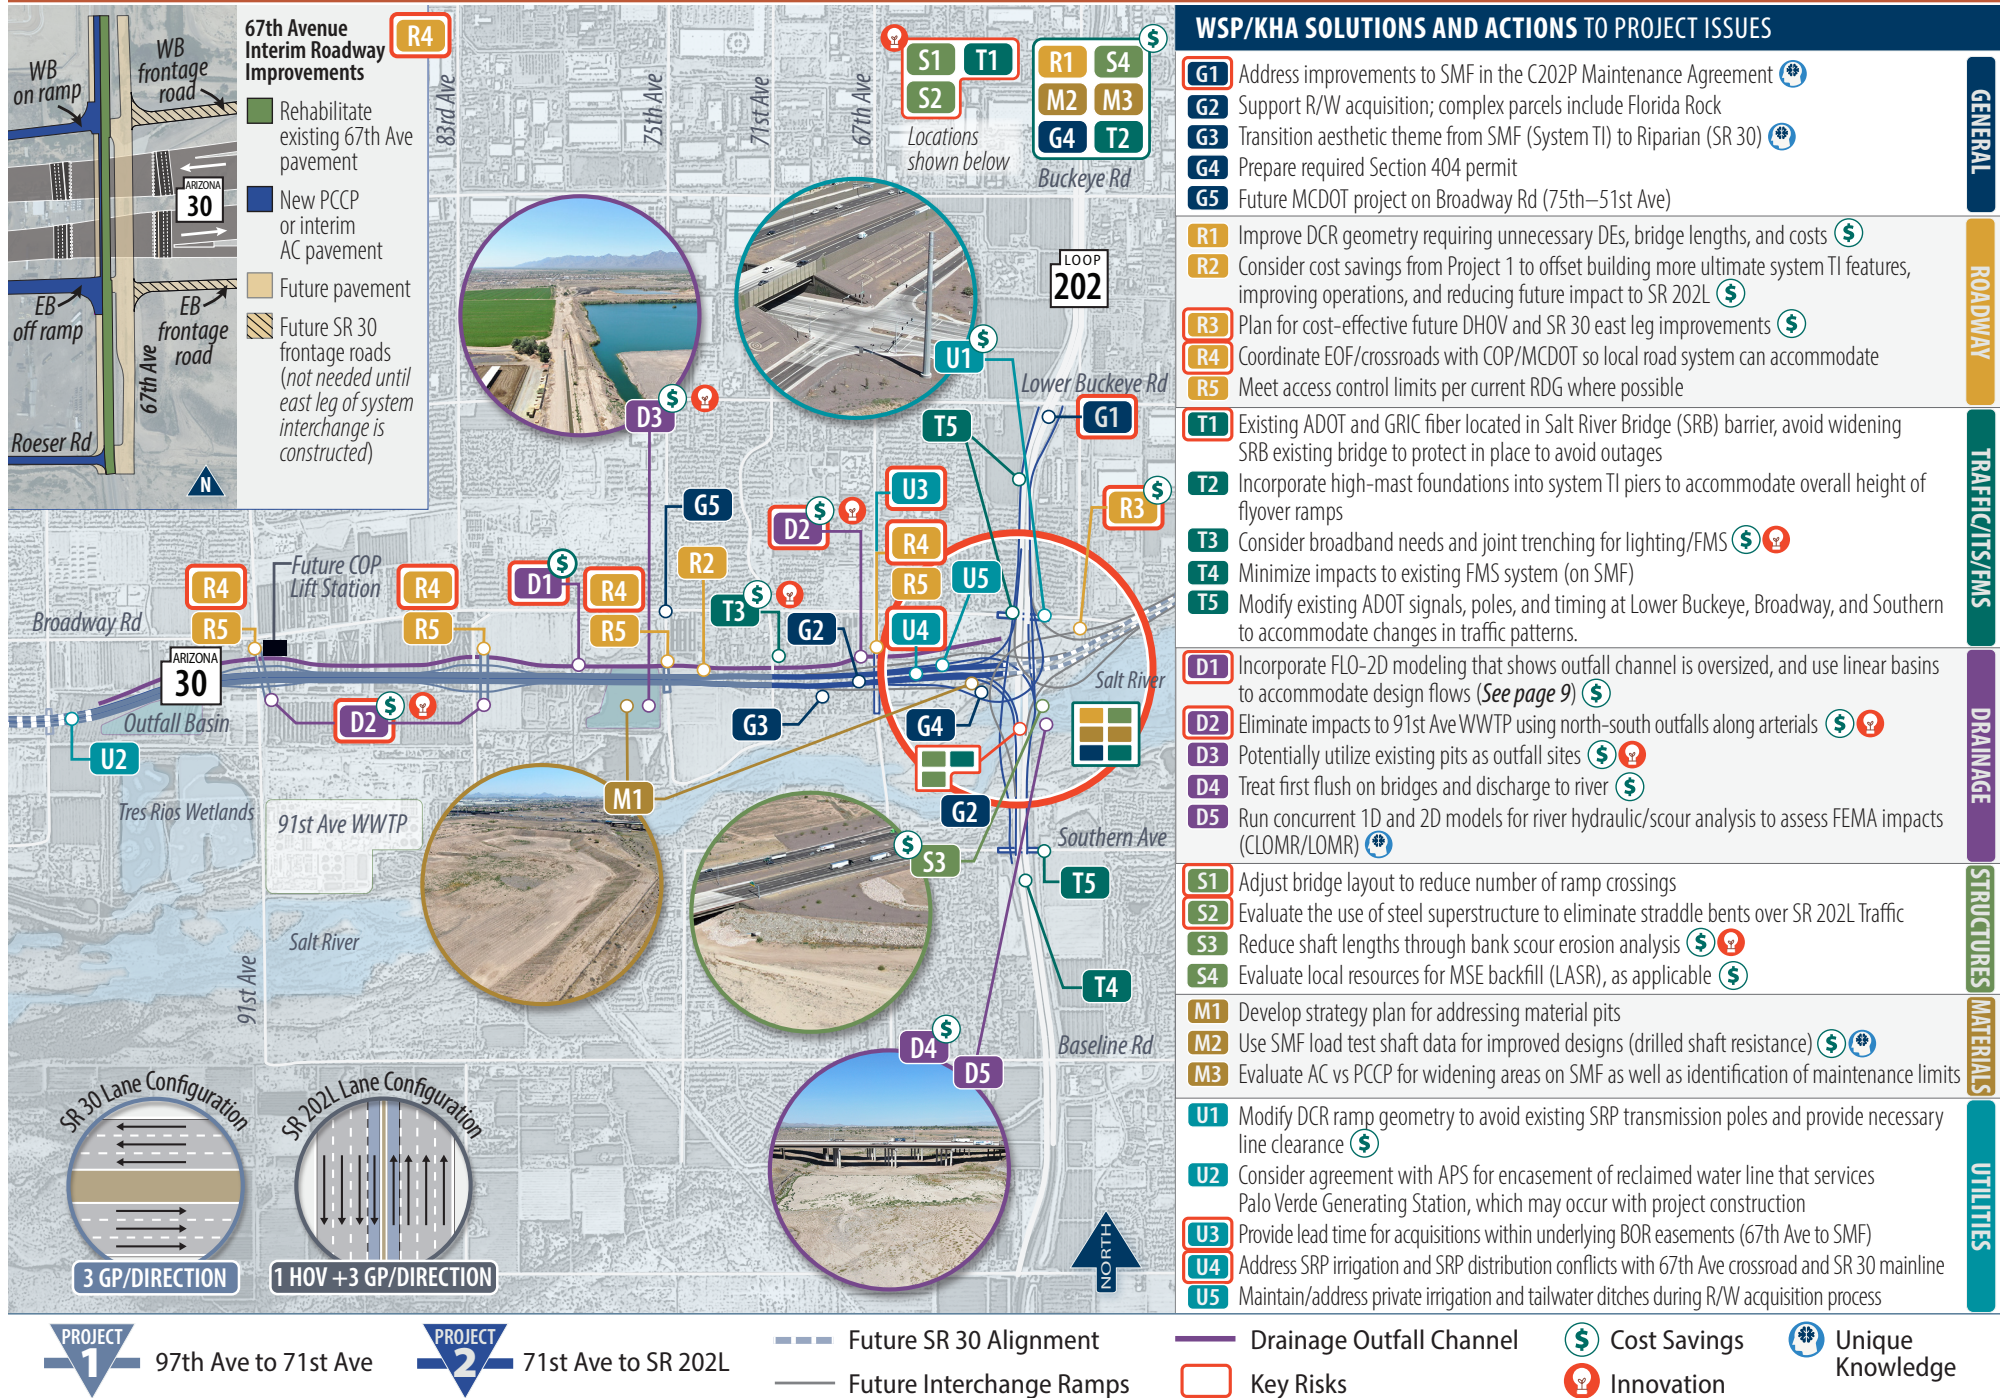 67th Avenue
Interim Roadway
Improvements
R4
Rehabilitate
existing 67th Ave
pavement
New PCCP
or interim
AC pavement
Future pavement
Future SR 30
frontage roads
(not needed until
east leg of system
interchange is
constructed)
WB
on ramp
WB
frontage
road
ARIZONA
30
EB
off ramp
EB
frontage
road
67th Ave
Roeser Rd
N
83rd Ave
75th Ave
71st Ave
67th Ave
S1
T1
S2
Locations
shown below
R1
S4
M2
M3
G4
T2
Buckeye Rd
LOOP
202
U1
Lower Buckeye Rd
D3
T5
G1
U3
G5
R3
D2
R4
R2
Future COP
Lift Station
R4
R4
D1
R4
R5
U5
T3
Broadway Rd
R5
R5
R5
G2
U4
ARIZONA
30
Salt River
Outfall Basin
D2
G3
G4
U2
M1
Tres Rios Wetlands
91st Ave WWTP
G2
Southern Ave
S3
T5
Salt River
91st Ave
T4
D4
Baseline Rd
D5
SR 30 Lane Configuration
3 GP/DIRECTION
SR 202L Lane Configuration
1 HOV +3 GP/DIRECTION
NORTH
WSP/KHA SOLUTIONS AND ACTIONS TO PROJECT ISSUES
GENERAL
G1 Address improvements to SMF in the C202P Maintenance Agreement
G2 Support R/W acquisition; complex parcels include Florida Rock
G3 Transition aesthetic theme from SMF (System TI) to Riparian (SR 30)
G4 Prepare required Section 404 permit
G5 Future MCDOT project on Broadway Rd (75th–51st Ave)
ROADWAY
R1 Improve DCR geometry requiring unnecessary DEs, bridge lengths, and costs $
R2 Consider cost savings from Project 1 to offset building more ultimate system TI features,
improving operations, and reducing future impact to SR 202L $
R3 Plan for cost-effective future DHOV and SR 30 east leg improvements $
R4 Coordinate EOF/crossroads with COP/MCDOT so local road system can accommodate
R5 Meet access control limits per current RDG where possible
TRAFFIC/ITS/FMS
T1 Existing ADOT and GRIC fiber located in Salt River Bridge (SRB) barrier, avoid widening
SRB existing bridge to protect in place to avoid outages
T2 Incorporate high-mast foundations into system TI piers to accommodate overall height of
flyover ramps
T3 Consider broadband needs and joint trenching for lighting/FMS $
T4 Minimize impacts to existing FMS system (on SMF)
T5 Modify existing ADOT signals, poles, and timing at Lower Buckeye, Broadway, and Southern
to accommodate changes in traffic patterns.
DRAINAGE
D1 Incorporate FLO-2D modeling that shows outfall channel is oversized, and use linear basins
to accommodate design flows (See page 9) $
D2 Eliminate impacts to 91st Ave WWTP using north-south outfalls along arterials $
D3 Potentially utilize existing pits as outfall sites $
D4 Treat first flush on bridges and discharge to river $
D5 Run concurrent 1D and 2D models for river hydraulic/scour analysis to assess FEMA impacts
(CLOMR/LOMR)
STRUCTURES
S1 Adjust bridge layout to reduce number of ramp crossings
S2 Evaluate the use of steel superstructure to eliminate straddle bents over SR 202L Traffic
S3 Reduce shaft lengths through bank scour erosion analysis $
S4 Evaluate local resources for MSE backfill (LASR), as applicable $
MATERIALS
M1 Develop strategy plan for addressing material pits
M2 Use SMF load test shaft data for improved designs (drilled shaft resistance) $
M3 Evaluate AC vs PCCP for widening areas on SMF as well as identification of maintenance limits
UTILITIES
U1 Modify DCR ramp geometry to avoid existing SRP transmission poles and provide necessary
line clearance $
U2 Consider agreement with APS for encasement of reclaimed water line that services
Palo Verde Generating Station, which may occur with project construction
U3 Provide lead time for acquisitions within underlying BOR easements (67th Ave to SMF)
U4 Address SRP irrigation and SRP distribution conflicts with 67th Ave crossroad and SR 30 mainline
U5 Maintain/address private irrigation and tailwater ditches during R/W acquisition process
PROJECT
1
97th Ave to 71st Ave
PROJECT
2
71st Ave to SR 202L
Future SR 30 Alignment
Future Interchange Ramps
Drainage Outfall Channel
Key Risks
$ Cost Savings
Innovation
Unique
Knowledge